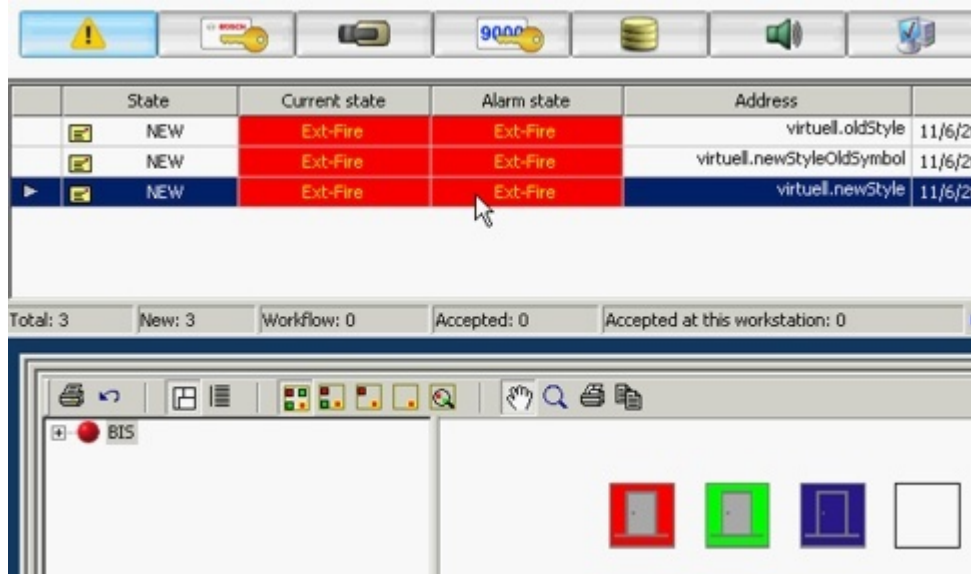 BOSCH
9000
State Current state Alarm state Address
NEW Ext-Fire Ext-Fire virtuell.oldStyle 11/6/2
NEW Ext-Fire Ext-Fire virtuell.newStyleOldSymbol 11/6/2
NEW Ext-Fire Ext-Fire virtuell.newStyle 11/6/2
Total: 3 New: 3 Workflow: 0 Accepted: 0 Accepted at this workstation: 0
BIS